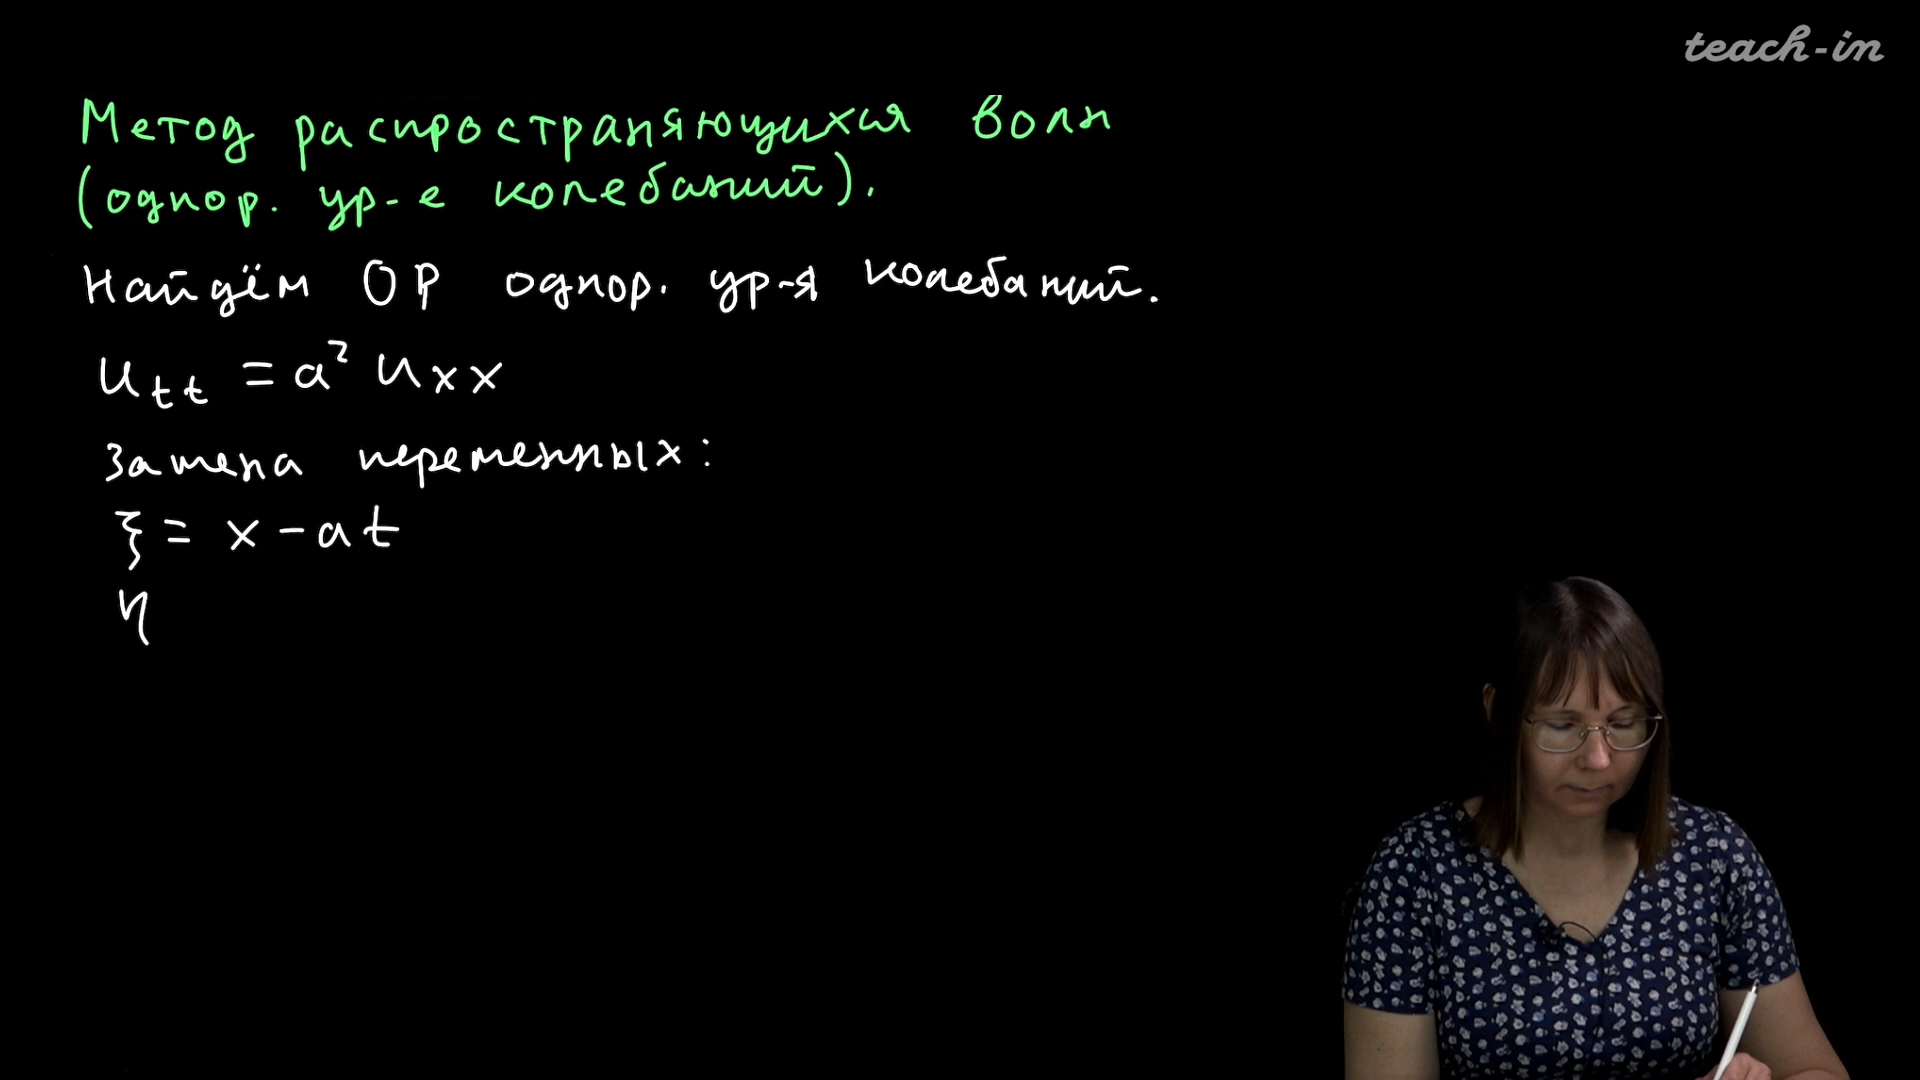 teach-in
Метод распространяющихся волн
(однор. ур-е колебаний).
Найдём ОР однор. ур-я колебаний.
u_tt = a² u_xx
Замена переменных:
ξ = x - at
η